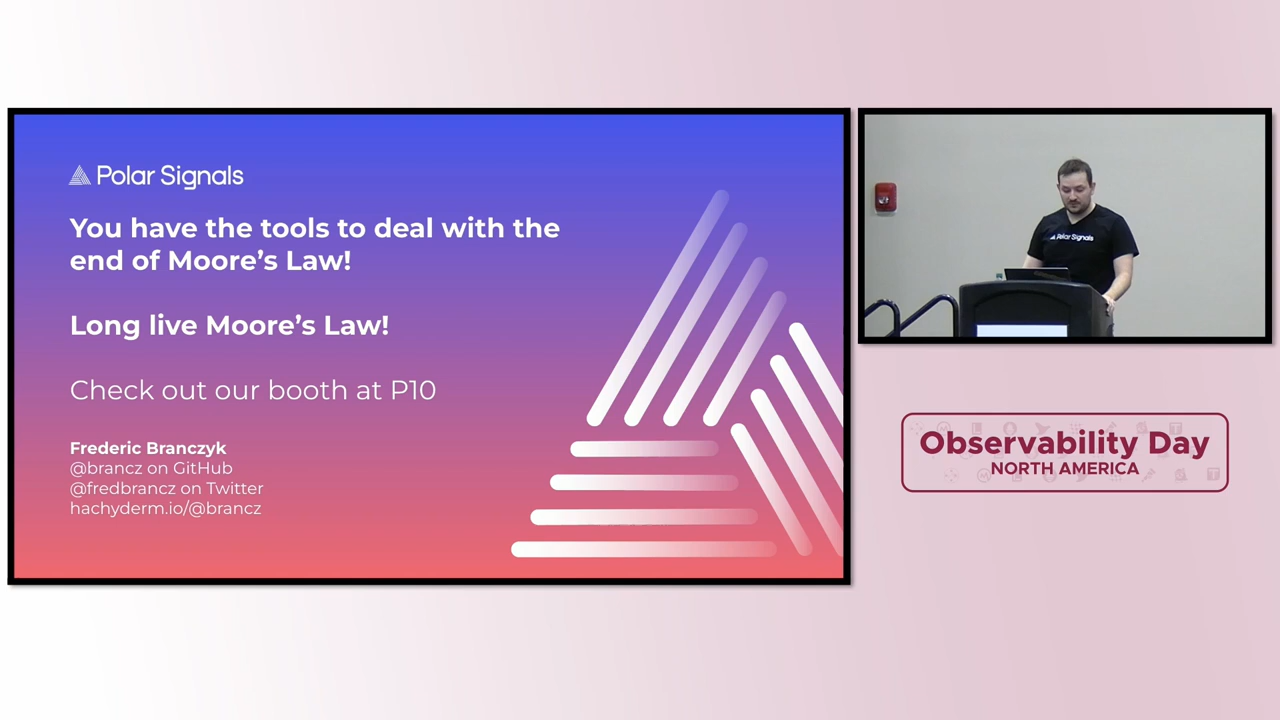 Polar Signals
You have the tools to deal with the
end of Moore's Law!
Long live Moore's Law!
Check out our booth at P10
Frederic Branczyk
@brancz on GitHub
@fredbrancz on Twitter
hachyderm.io/@brancz
Polar Signals
Observability Day
NORTH AMERICA